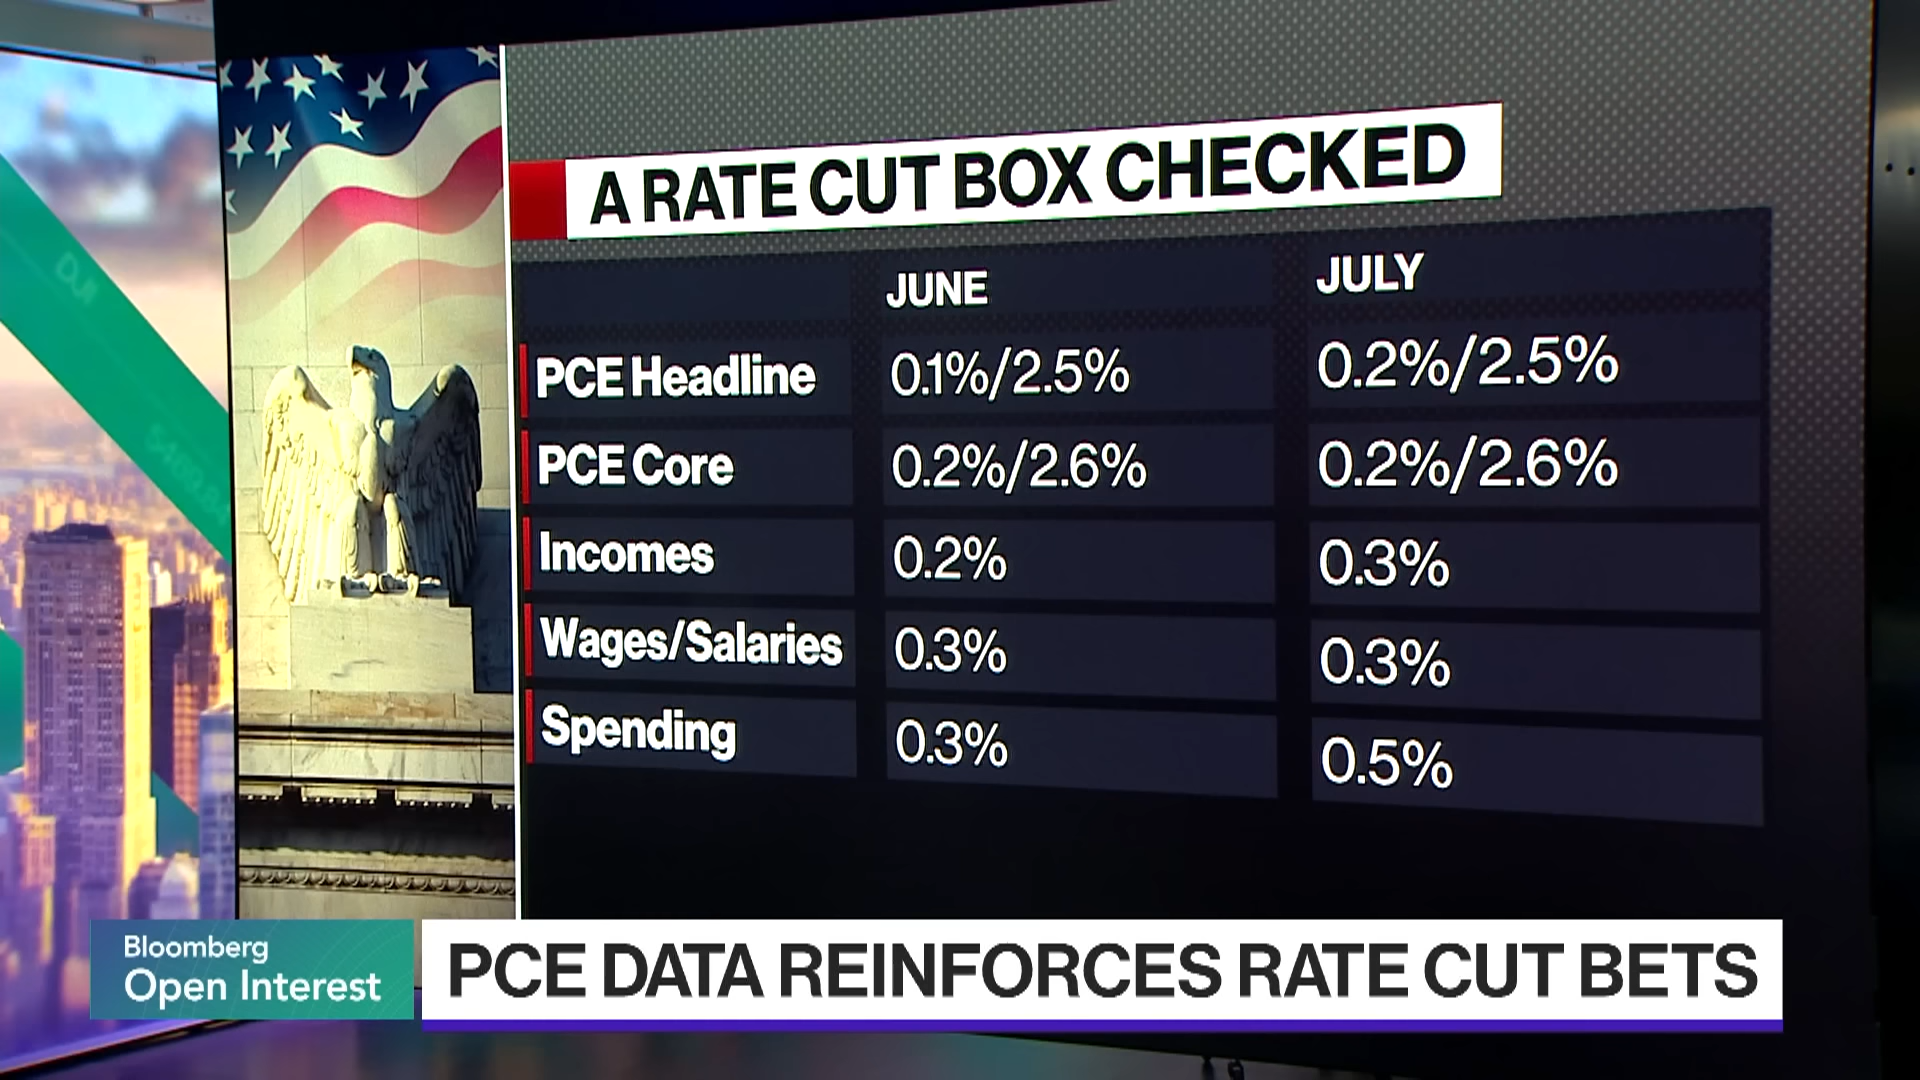 DJI
A RATE CUT BOX CHECKED
JUNE JULY
PCE Headline 0.1%/2.5% 0.2%/2.5%
PCE Core 0.2%/2.6% 0.2%/2.6%
Incomes 0.2% 0.3%
Wages/Salaries 0.3% 0.3%
Spending 0.3% 0.5%
Bloomberg
Open Interest
PCE DATA REINFORCES RATE CUT BETS